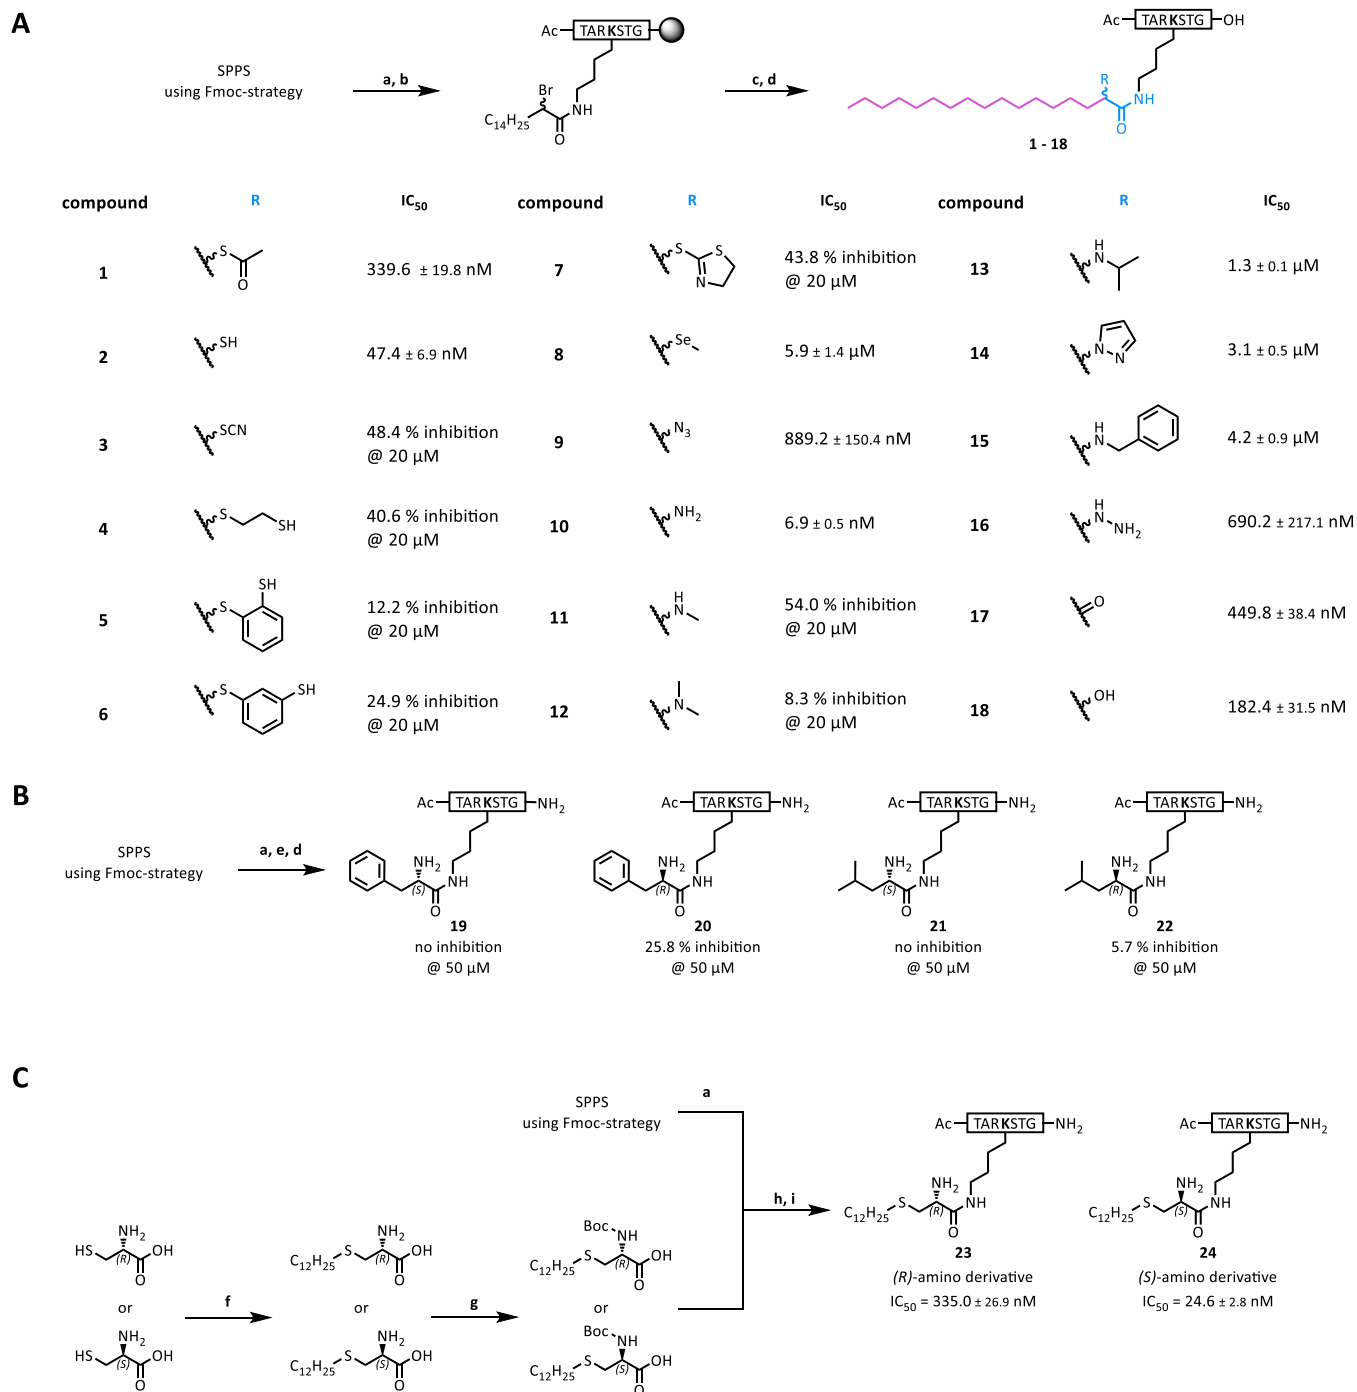 A
SPPS
using Fmoc-strategy
a, b
Ac
TARKSTG
Br
NH
C14H25
O
c, d
Ac
TARKSTG
OH
R
NH
O
1 - 18
compound R IC50 compound R IC50 compound R IC50
1 S O 339.6 ± 19.8 nM
7 S S N 43.8 % inhibition
@ 20 µM
13 H N 1.3 ± 0.1 µM
2 SH 47.4 ± 6.9 nM
8 Se 5.9 ± 1.4 µM
14 N N 3.1 ± 0.5 µM
3 SCN 48.4 % inhibition
@ 20 µM
9 N3 889.2 ± 150.4 nM
15 H N 4.2 ± 0.9 µM
4 S SH 40.6 % inhibition
@ 20 µM
10 NH2 6.9 ± 0.5 nM
16 H N NH2 690.2 ± 217.1 nM
5 S SH 12.2 % inhibition
@ 20 µM
11 H N 54.0 % inhibition
@ 20 µM
17 O 449.8 ± 38.4 nM
6 S SH 24.9 % inhibition
@ 20 µM
12 N 8.3 % inhibition
@ 20 µM
18 OH 182.4 ± 31.5 nM
B
SPPS
using Fmoc-strategy
a, e, d
Ac TARKSTG NH2
NH2
NH
(S)
O
19
no inhibition
@ 50 µM
Ac TARKSTG NH2
NH2
NH
(R)
O
20
25.8 % inhibition
@ 50 µM
Ac TARKSTG NH2
NH2
NH
(S)
O
21
no inhibition
@ 50 µM
Ac TARKSTG NH2
NH2
NH
(R)
O
22
5.7 % inhibition
@ 50 µM
C
SPPS
using Fmoc-strategy
a
HS NH2 OH
(R)
O
or
HS NH2 OH
(S)
O
f
NH2
C12H25 S OH
(R)
O
or
NH2
C12H25 S OH
(S)
O
g
Boc NH
C12H25 S OH
(R)
O
or
Boc NH
C12H25 S OH
(S)
O
h, i
Ac TARKSTG NH2
NH2
C12H25 S NH
(R)
O
23
(R)-amino derivative
IC50 = 335.0 ± 26.9 nM
Ac TARKSTG NH2
NH2
C12H25 S NH
(S)
O
24
(S)-amino derivative
IC50 = 24.6 ± 2.8 nM